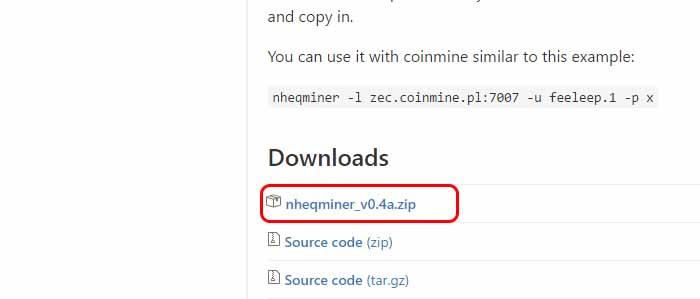 and copy in.
You can use it with coinmine similar to this example:
nheqminer -l zec.coinmine.pl:7007 -u feeleep.1 -p x
Downloads
nheqminer_v0.4a.zip
Source code (zip)
Source code (tar.gz)